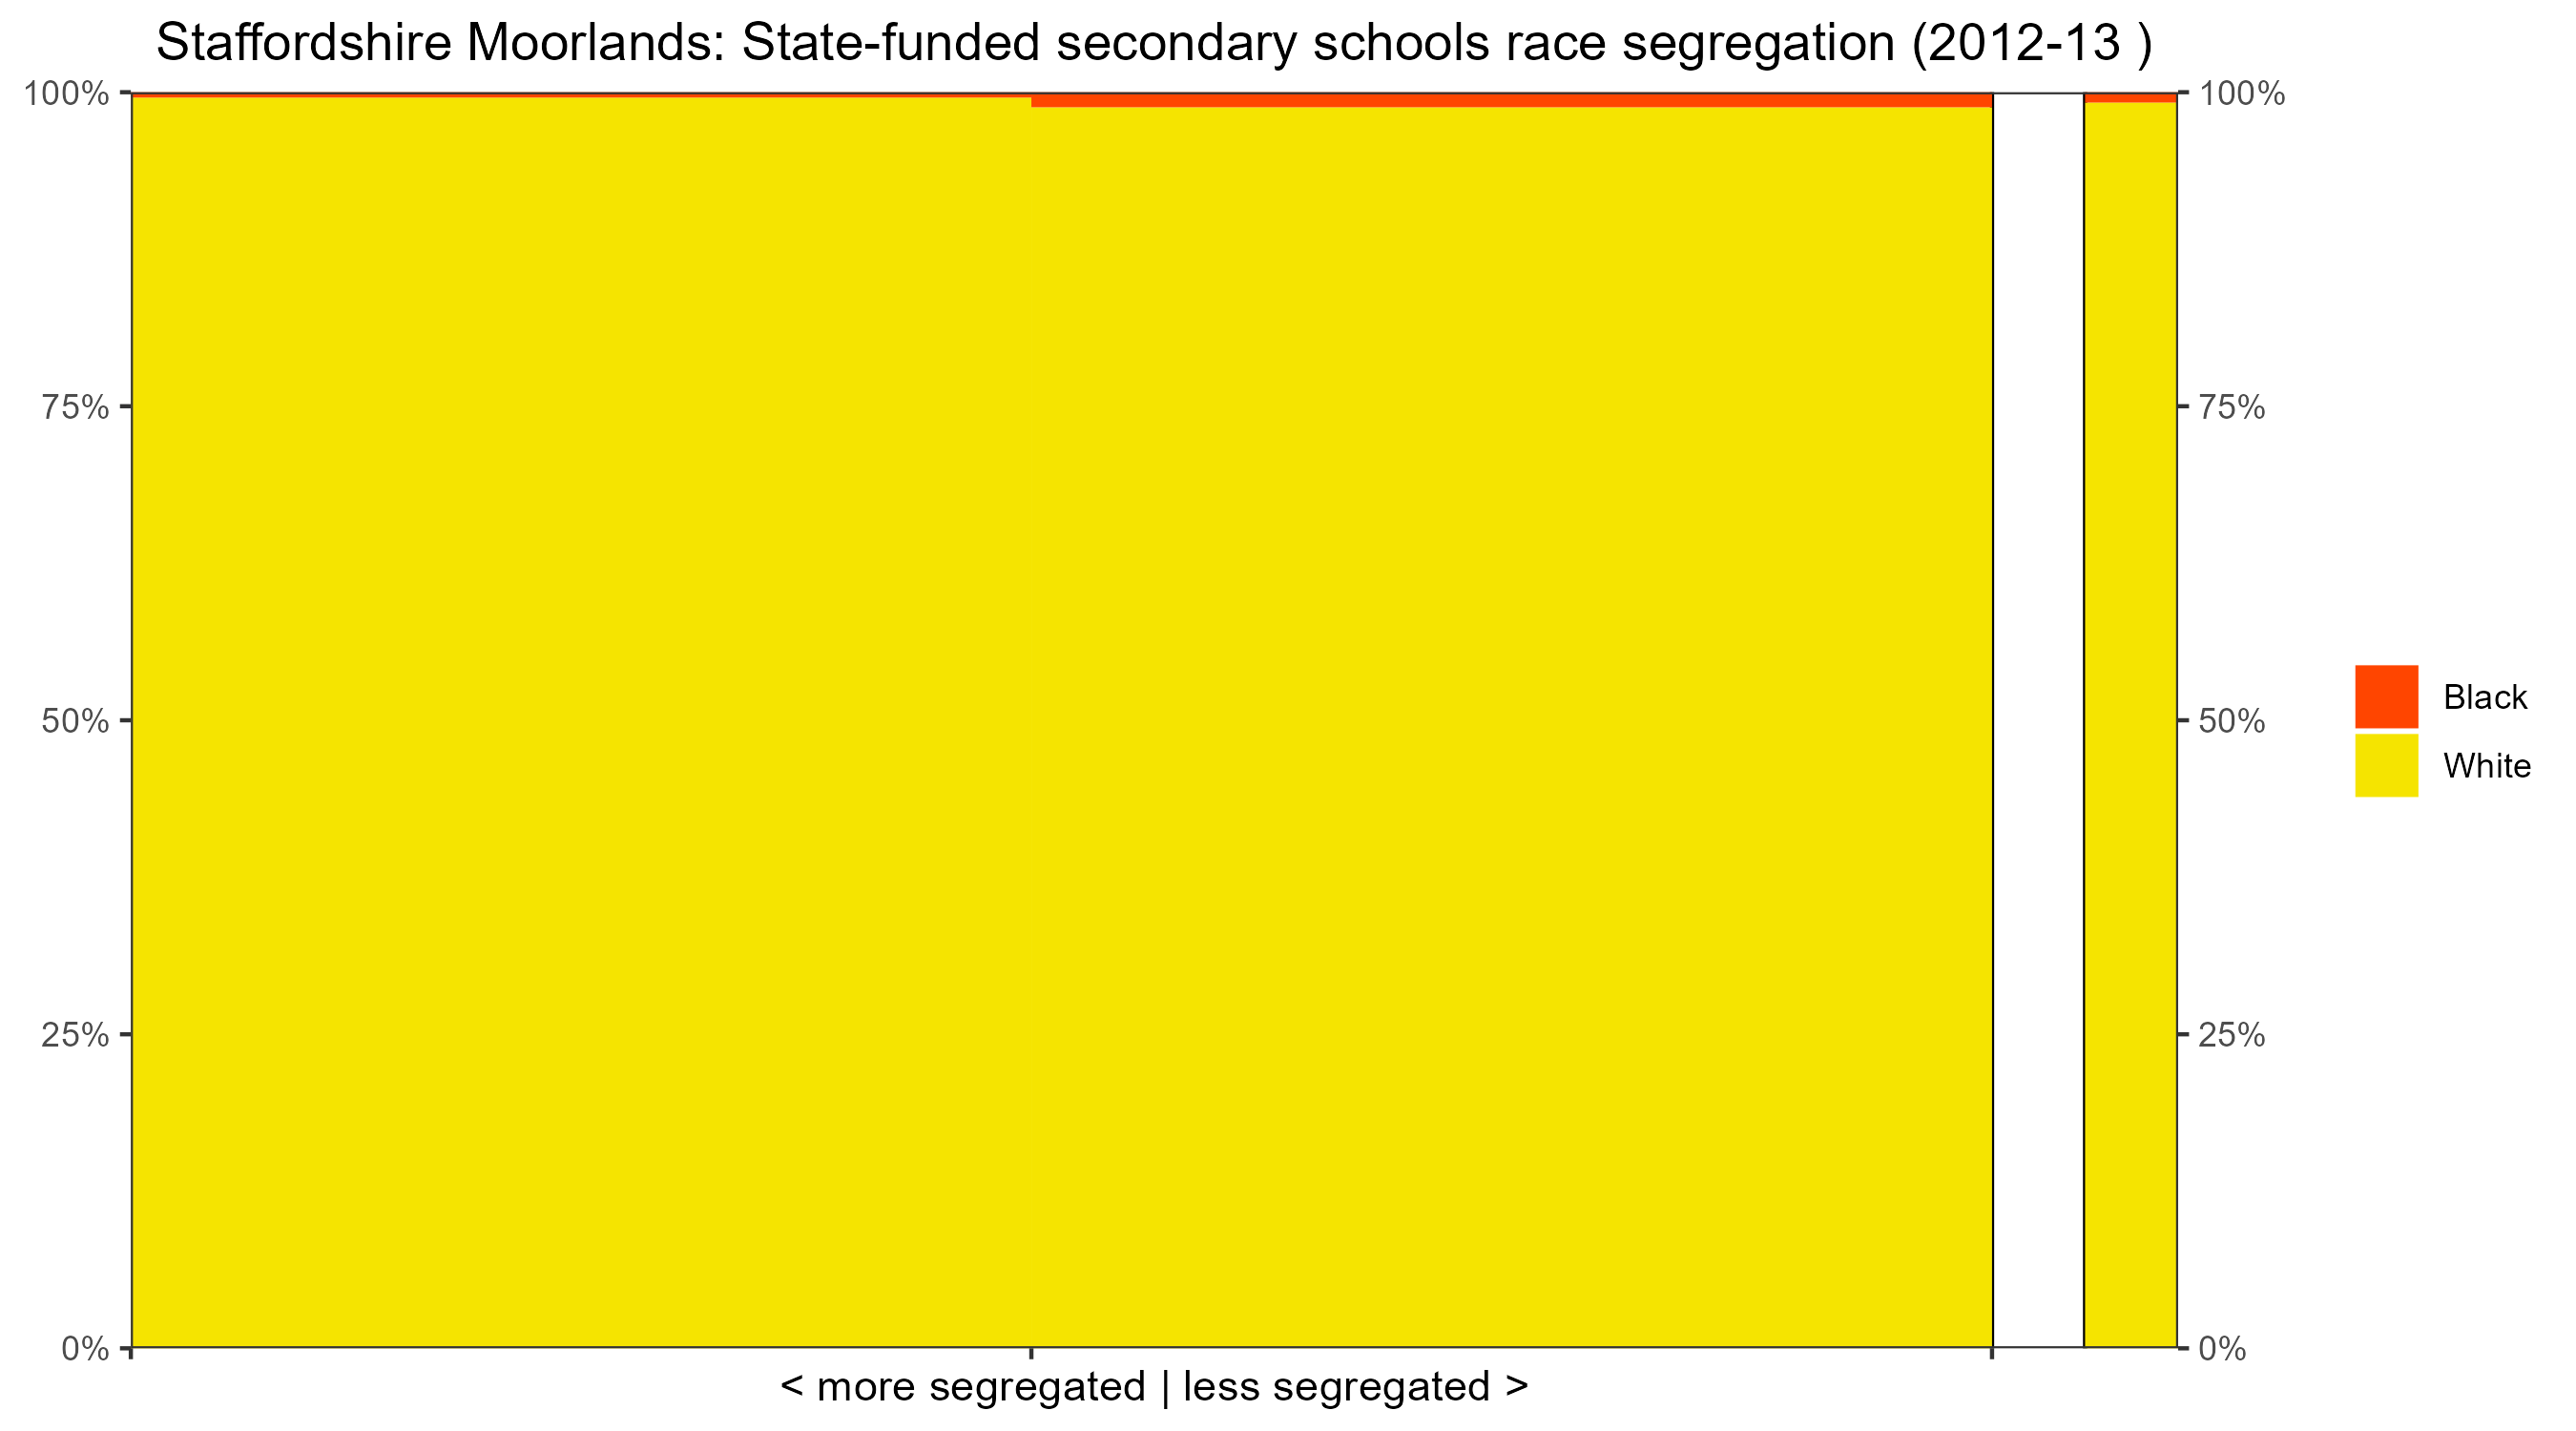 Staffordshire Moorlands: State-funded secondary schools race segregation (2012-13 )
100%
75%
50%
25%
0%
100%
75%
50%
25%
0%
Black
White
< more segregated | less segregated >